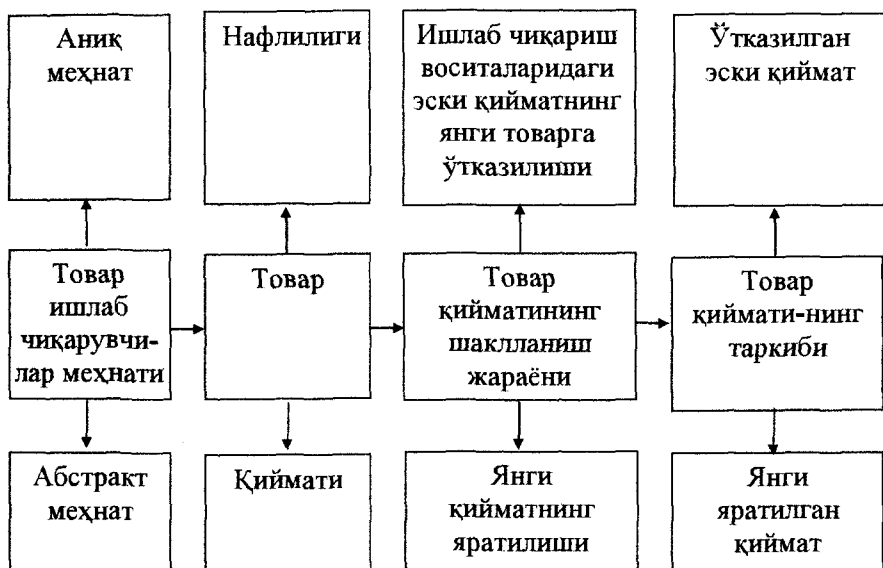 Аниқ
меҳнат
Нафлилиги
Ишлаб чиқариш
воситаларидаги
эски қийматнинг
янги товарга
ўтказилиши
Ўтказилган
эски қиймат
Товар
ишлаб
чиқарувчи-
лар меҳнати
Товар
Товар
қийматининг
шаклланиш
жараёни
Товар
қиймати-нинг
таркиби
Абстракт
меҳнат
Қиймати
Янги
қийматнинг
яратилиши
Янги
яратилган
қиймат